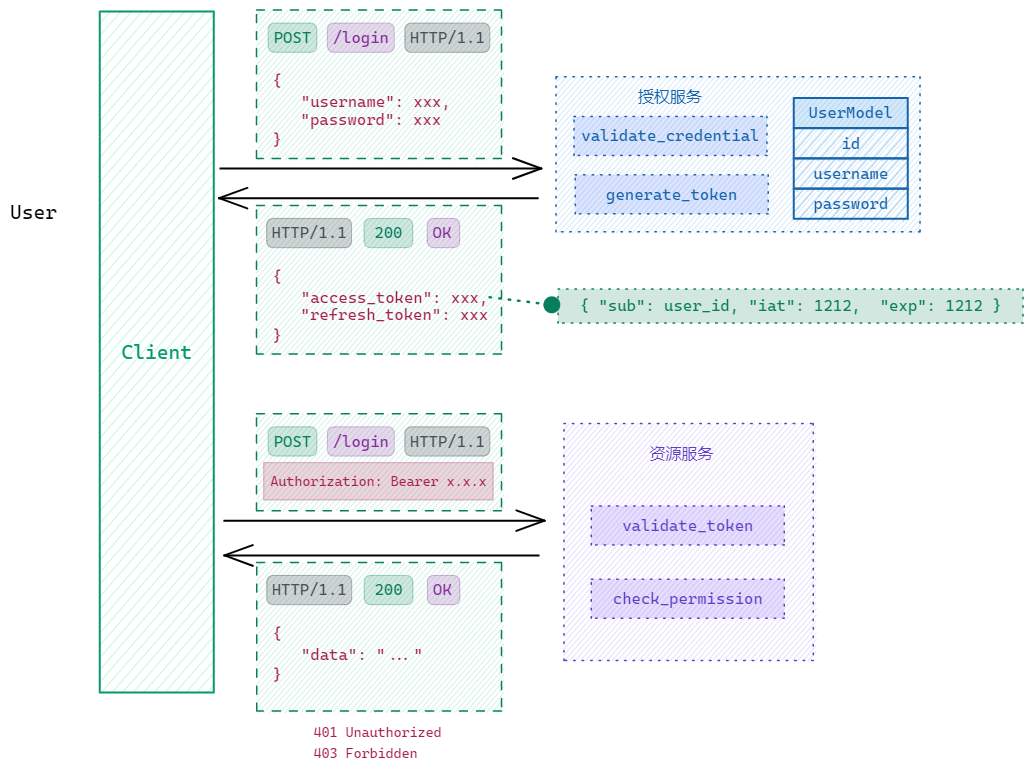 User
Client
POST /login HTTP/1.1
{
"username": xxx,
"password": xxx
}
授权服务
validate_credential
generate_token
UserModel
id
username
password
HTTP/1.1 200 OK
{
"access_token": xxx,
"refresh_token": xxx
}
{ "sub": user_id, "iat": 1212, "exp": 1212 }
POST /login HTTP/1.1
Authorization: Bearer x.x.x
资源服务
validate_token
check_permission
HTTP/1.1 200 OK
{
"data": "..."
}
401 Unauthorized
403 Forbidden